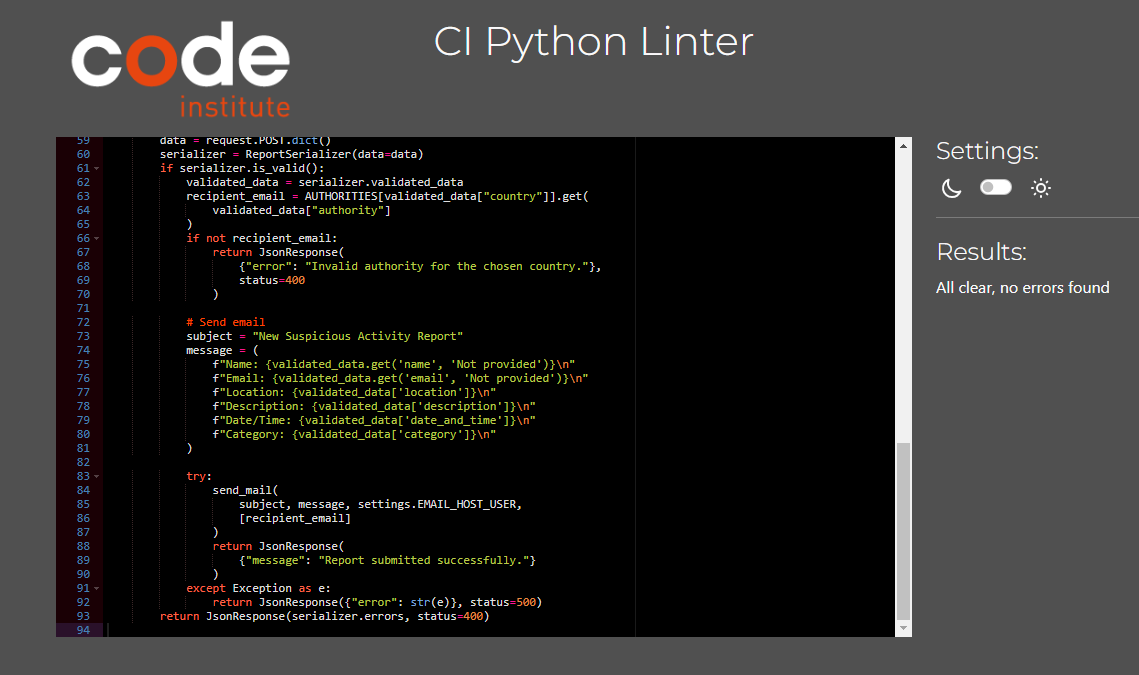 code
institute
CI Python Linter
59 data = request.POST.dict()
60 serializer = ReportSerializer(data=data)
61 if serializer.is_valid():
62 validated_data = serializer.validated_data
63 recipient_email = AUTHORITIES[validated_data["country"]].get(
64 validated_data["authority"]
65 )
66 if not recipient_email:
67 return JsonResponse(
68 {"error": "Invalid authority for the chosen country."},
69 status=400
70 )
71
72 # Send email
73 subject = "New Suspicious Activity Report"
74 message = (
75 f"Name: {validated_data.get('name', 'Not provided')}\n"
76 f"Email: {validated_data.get('email', 'Not provided')}\n"
77 f"Location: {validated_data['location']}\n"
78 f"Description: {validated_data['description']}\n"
79 f"Date/Time: {validated_data['date_and_time']}\n"
80 f"Category: {validated_data['category']}\n"
81 )
82
83 try:
84 send_mail(
85 subject, message, settings.EMAIL_HOST_USER,
86 [recipient_email]
87 )
88 return JsonResponse(
89 {"message": "Report submitted successfully."}
90 )
91 except Exception as e:
92 return JsonResponse({"error": str(e)}, status=500)
93 return JsonResponse(serializer.errors, status=400)
94
Settings:
Results:
All clear, no errors found